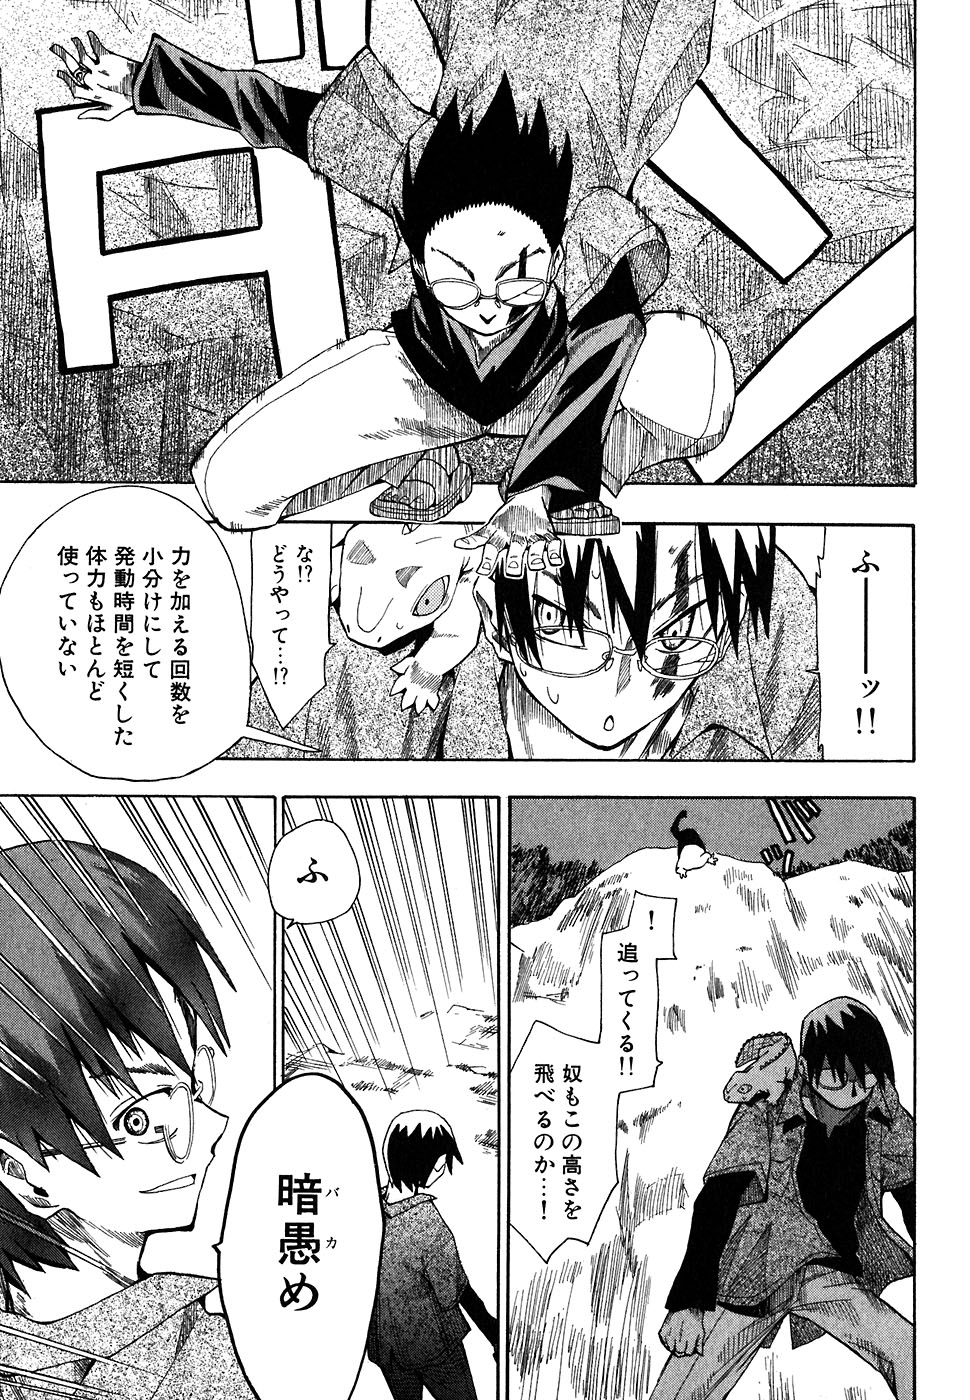 ふーーーッ!!
な!?
どうやって…!?
力を加える回数を
小分けにして
発動時間を短くした
体力もほとんど
使っていない
!
追ってくる!!
奴もこの高さを
飛べるのか…!
ふ
暗愚め
バカ